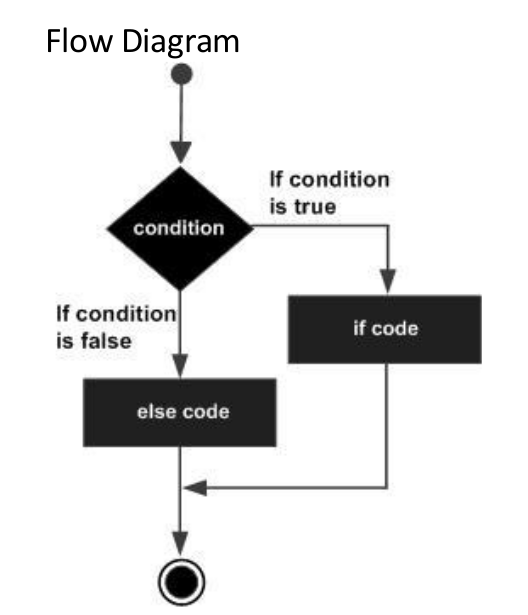 Flow Diagram
If condition
is true
condition
If condition
is false
if code
else code